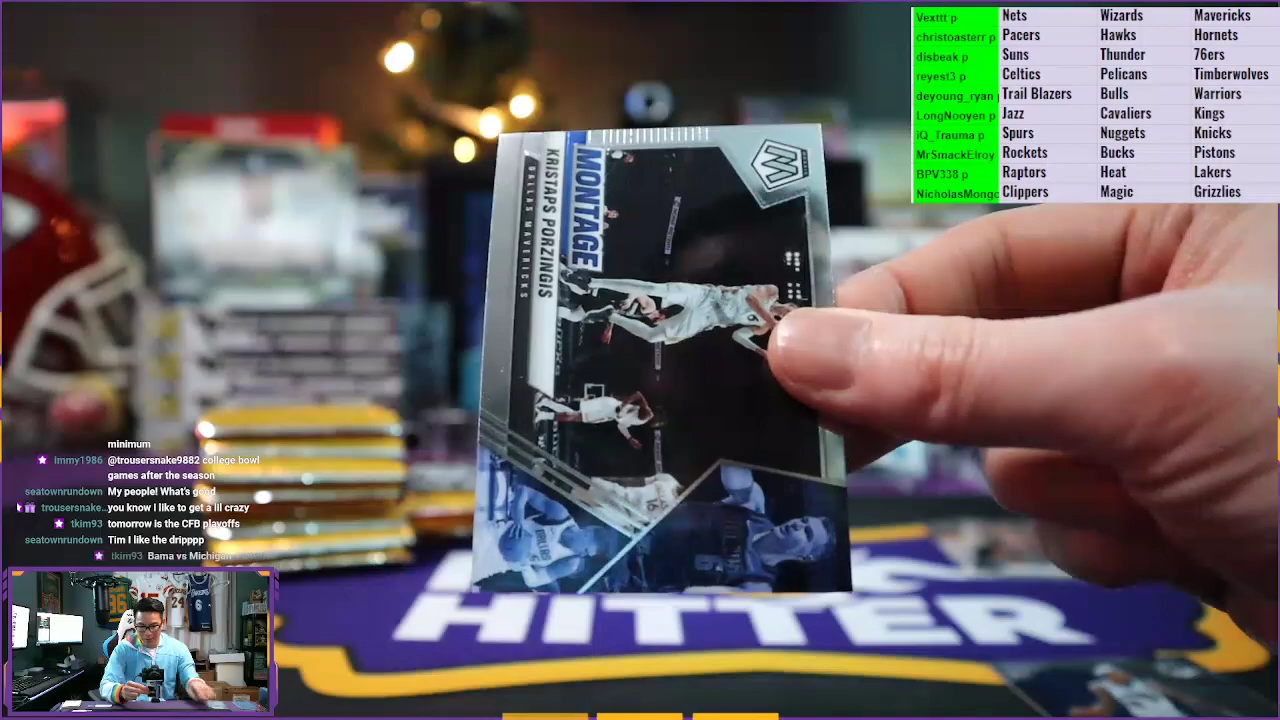 Vexttt p Nets Wizards Mavericks
christoasterr p Pacers Hawks Hornets
disbeak p Suns Thunder 76ers
reyest3 p Celtics Pelicans Timberwolves
deyoung_ryan Trail Blazers Bulls Warriors
LongNooyen p Jazz Cavaliers Kings
iQ_Trauma p Spurs Nuggets Knicks
MrSmackElroy Rockets Bucks Pistons
BPV338 p Raptors Heat Lakers
NicholasMongo Clippers Magic Grizzlies
MONTAGE
KRISTAPS PORZINGIS
DALLAS MAVERICKS
minimum
Immy1986 @trousersnake9882 college bowl
games after the season
seatownrundown My people! What's good
trousersnake.. you know I like to get a lil crazy
tkim93 tomorrow is the CFB playoffs
seatownrundown Tim I like the dripppp
tkim93 Bama vs Michigan
HITTER